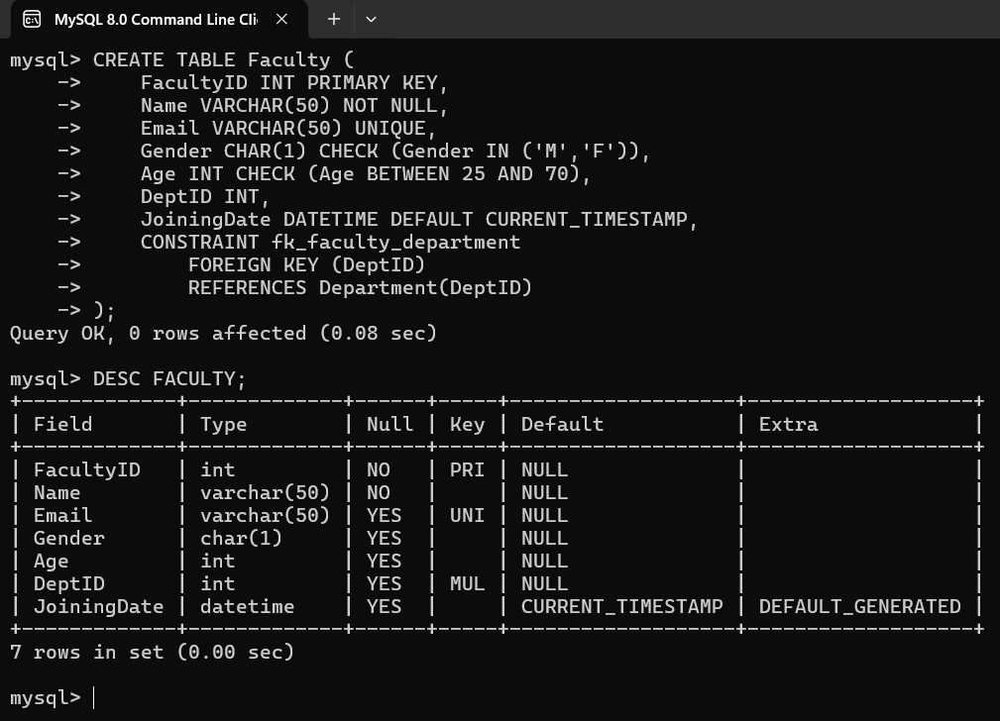 MySQL 8.0 Command Line Cli
mysql> CREATE TABLE Faculty (
    ->     FacultyID INT PRIMARY KEY,
    ->     Name VARCHAR(50) NOT NULL,
    ->     Email VARCHAR(50) UNIQUE,
    ->     Gender CHAR(1) CHECK (Gender IN ('M','F')),
    ->     Age INT CHECK (Age BETWEEN 25 AND 70),
    ->     DeptID INT,
    ->     JoiningDate DATETIME DEFAULT CURRENT_TIMESTAMP,
    ->     CONSTRAINT fk_faculty_department
    ->         FOREIGN KEY (DeptID)
    ->         REFERENCES Department(DeptID)
    -> );
Query OK, 0 rows affected (0.08 sec)

mysql> DESC FACULTY;
+-------------+-------------+------+-----+-------------------+-------------------+
| Field       | Type        | Null | Key | Default           | Extra             |
+-------------+-------------+------+-----+-------------------+-------------------+
| FacultyID   | int         | NO   | PRI | NULL              |                   |
| Name        | varchar(50) | NO   |     | NULL              |                   |
| Email       | varchar(50) | YES  | UNI | NULL              |                   |
| Gender      | char(1)     | YES  |     | NULL              |                   |
| Age         | int         | YES  |     | NULL              |                   |
| DeptID      | int         | YES  | MUL | NULL              |                   |
| JoiningDate | datetime    | YES  |     | CURRENT_TIMESTAMP | DEFAULT_GENERATED |
+-------------+-------------+------+-----+-------------------+-------------------+
7 rows in set (0.00 sec)

mysql>